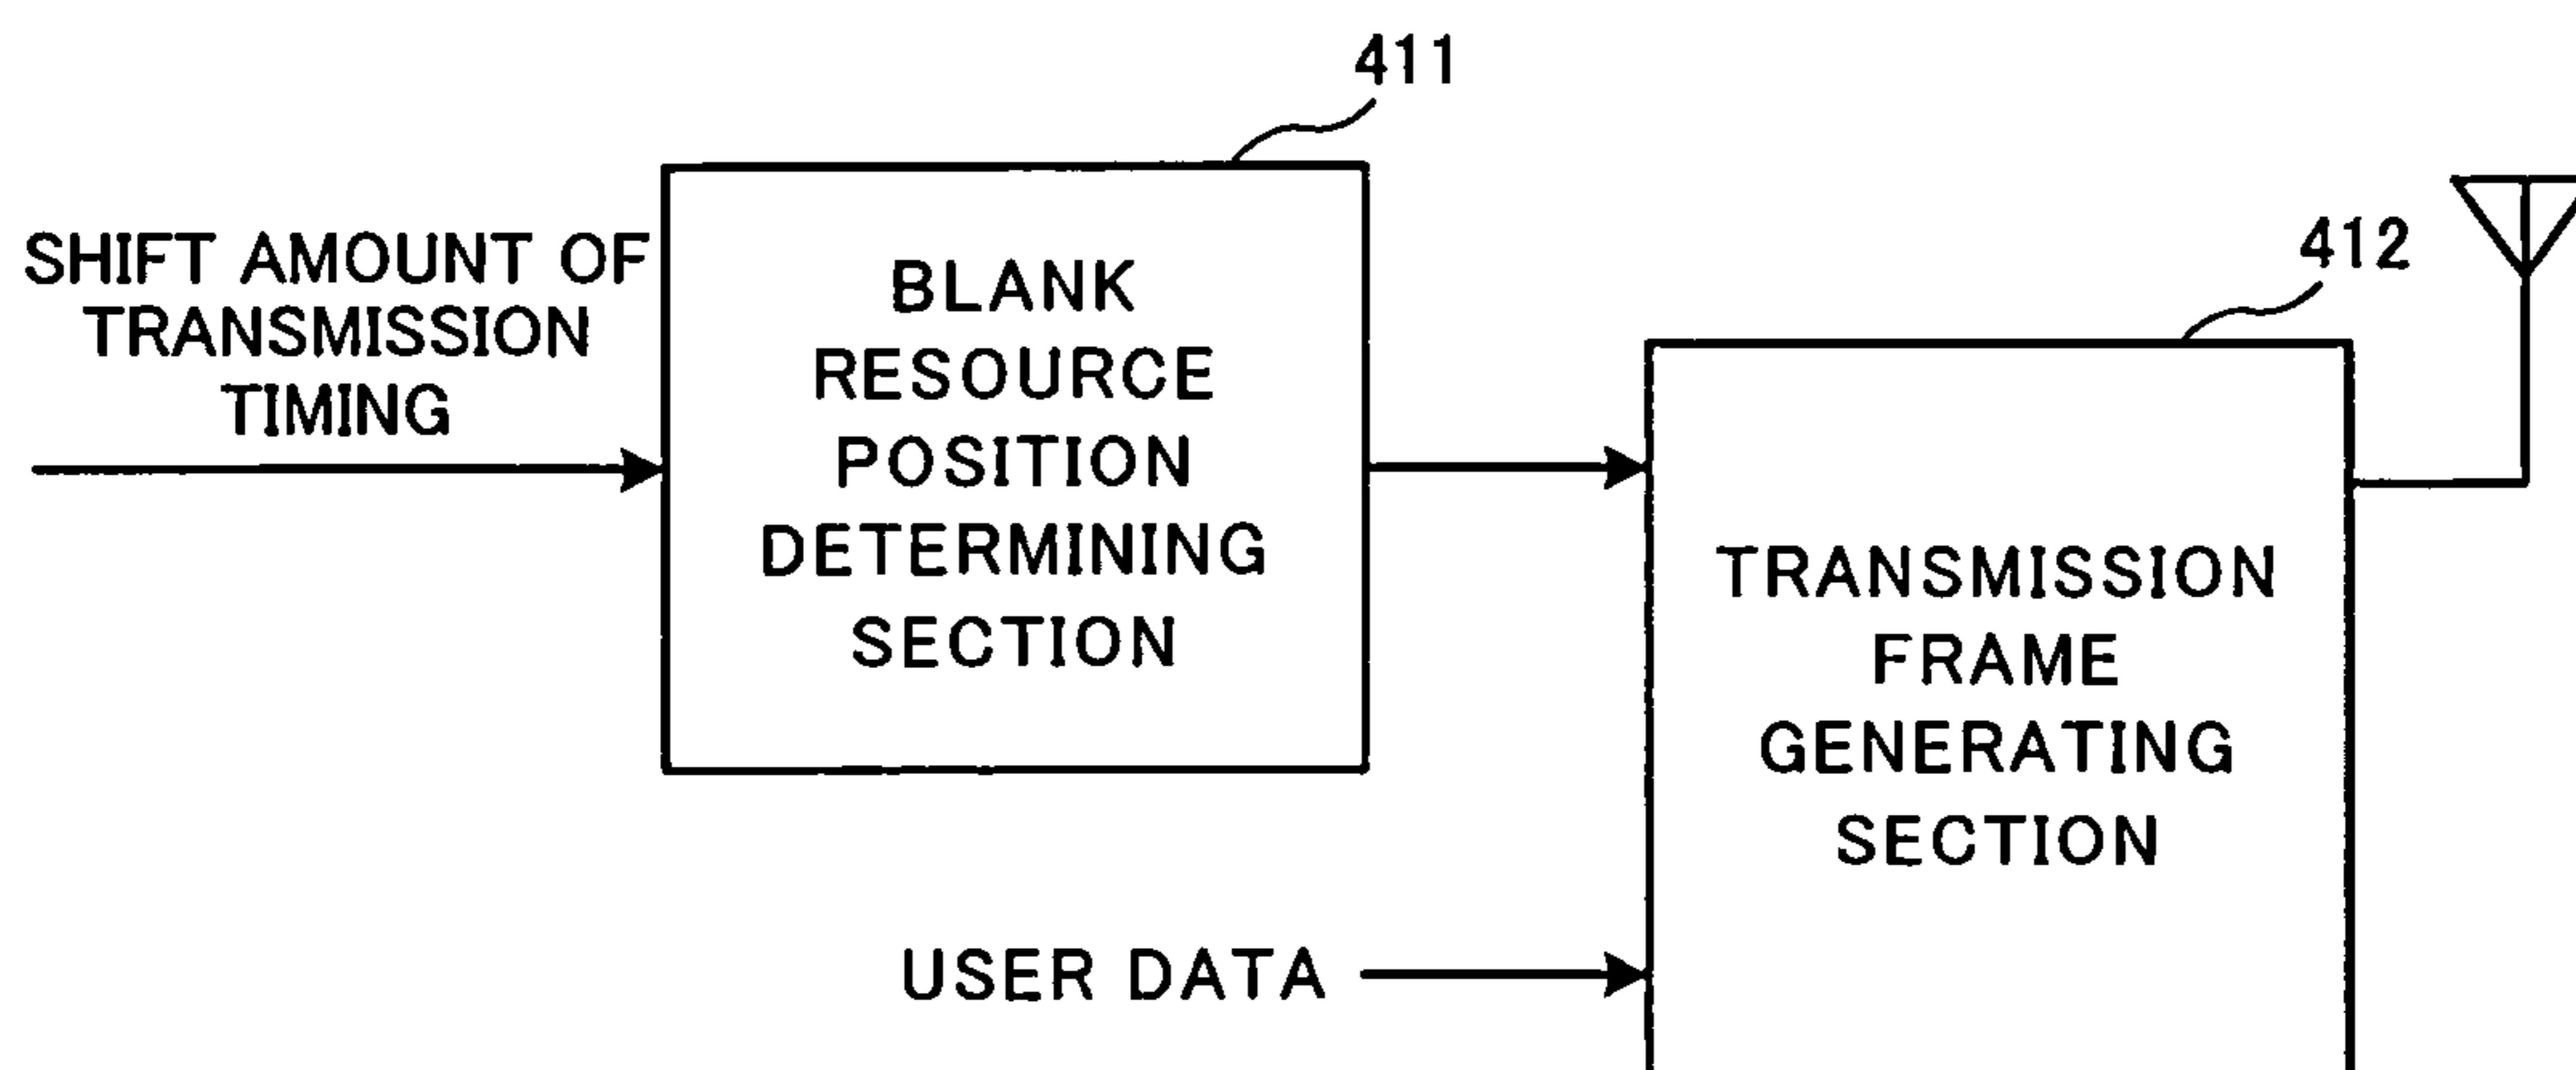 411
SHIFT AMOUNT OF
TRANSMISSION
TIMING
BLANK
RESOURCE
POSITION
DETERMINING
SECTION
412
TRANSMISSION
FRAME
GENERATING
SECTION
USER DATA